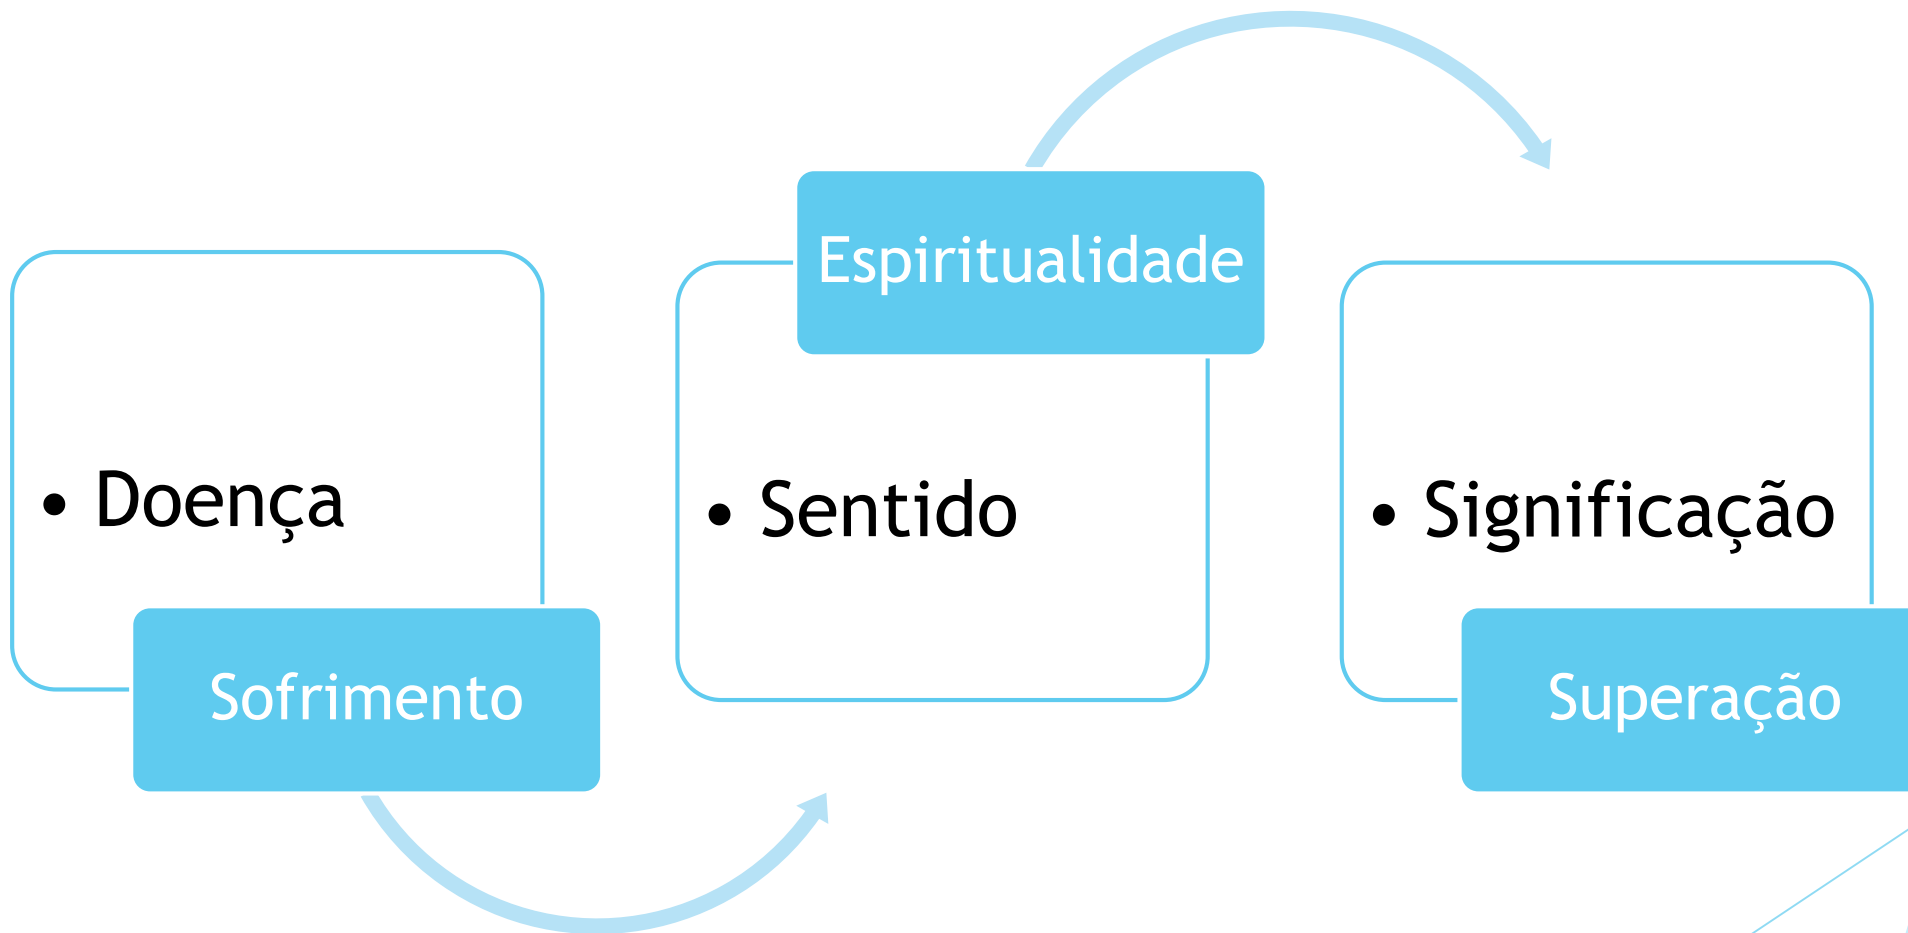 • Doença
Sofrimento
Espiritualidade
• Sentido
• Significação
Superação